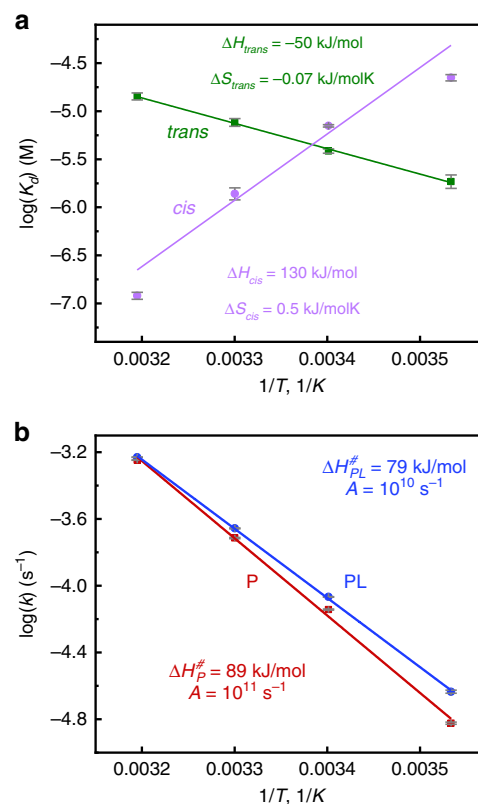 a
ΔH_trans = −50 kJ/mol
ΔS_trans = −0.07 kJ/molK
−4.5
−5.0
trans
−5.5
−6.0
cis
−6.5
ΔH_cis = 130 kJ/mol
−7.0
ΔS_cis = 0.5 kJ/molK
log(K_d) (M)
0.0032 0.0033 0.0034 0.0035
1/T, 1/K
b
−3.2
ΔH^#_PL = 79 kJ/mol
A = 10^10 s^−1
−3.6
P PL
−4.0
−4.4
ΔH^#_P = 89 kJ/mol
A = 10^11 s^−1
−4.8
log(k) (s^−1)
0.0032 0.0033 0.0034 0.0035
1/T, 1/K